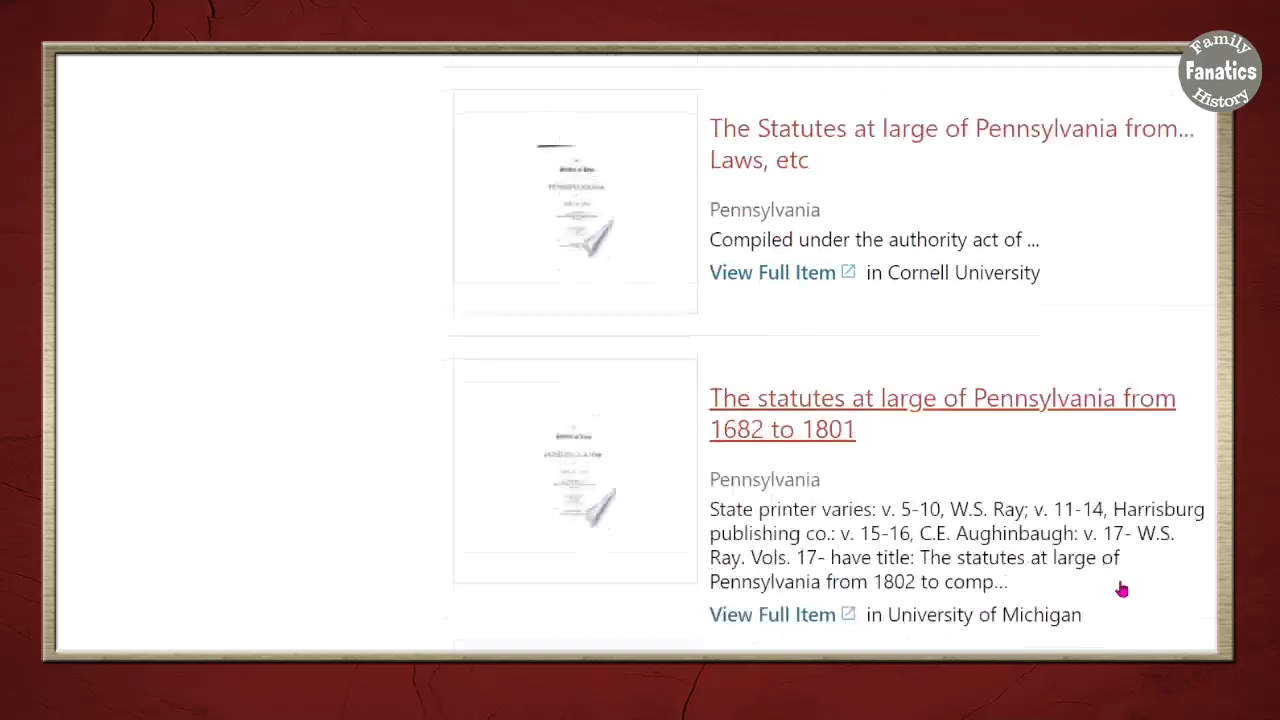 Family
Fanatics
History
The Statutes at large of Pennsylvania from...
Laws, etc
Pennsylvania
Compiled under the authority act of ...
View Full Item in Cornell University
The statutes at large of Pennsylvania from
1682 to 1801
Pennsylvania
State printer varies: v. 5-10, W.S. Ray; v. 11-14, Harrisburg
publishing co.: v. 15-16, C.E. Aughinbaugh: v. 17- W.S.
Ray. Vols. 17- have title: The statutes at large of
Pennsylvania from 1802 to comp...
View Full Item in University of Michigan